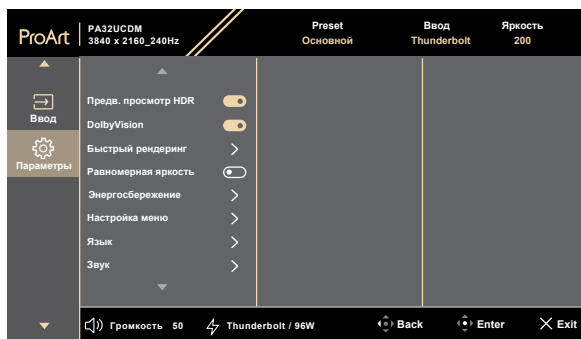 ProArt
PA32UCDM
3840 x 2160_240Hz
Preset
Основной
Ввод
Thunderbolt
Яркость
200
Ввод
Параметры
Предв. просмотр HDR
DolbyVision
Быстрый рендеринг
Равномерная яркость
Энергосбережение
Настройка меню
Язык
Звук
Громкость 50
Thunderbolt / 96W
Back
Enter
Exit